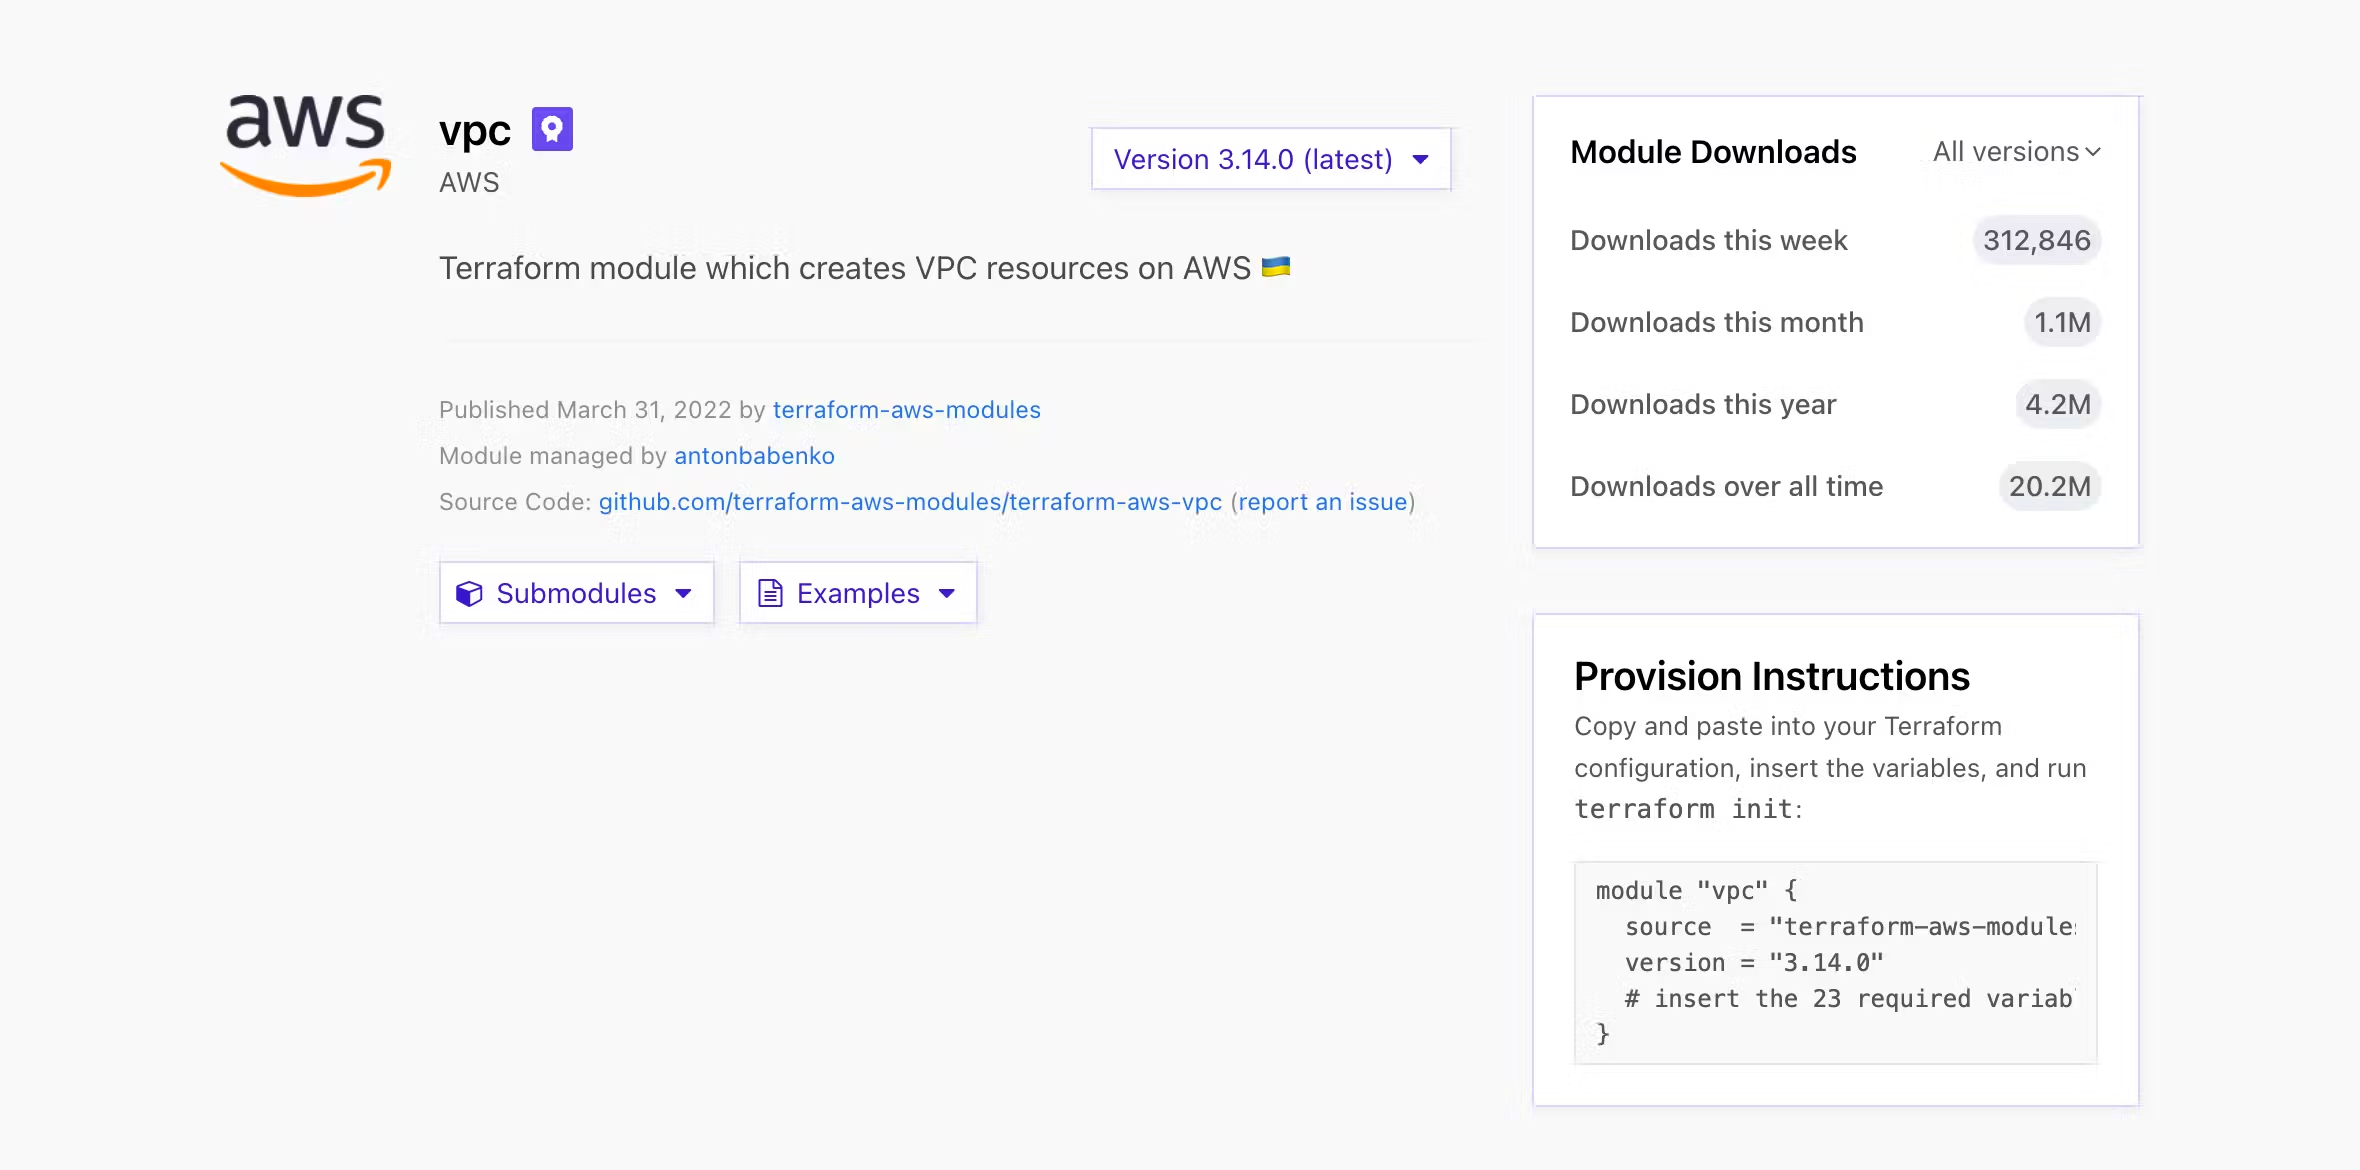 aws
vpc
AWS
Version 3.14.0 (latest)
Terraform module which creates VPC resources on AWS 🇺🇦
Published March 31, 2022 by terraform-aws-modules
Module managed by antonbabenko
Source Code: github.com/terraform-aws-modules/terraform-aws-vpc (report an issue)
Submodules
Examples
Module Downloads All versions
Downloads this week 312,846
Downloads this month 1.1M
Downloads this year 4.2M
Downloads over all time 20.2M
Provision Instructions
Copy and paste into your Terraform
configuration, insert the variables, and run
terraform init:
module "vpc" {
  source  = "terraform-aws-modules
  version = "3.14.0"
  # insert the 23 required variab
}